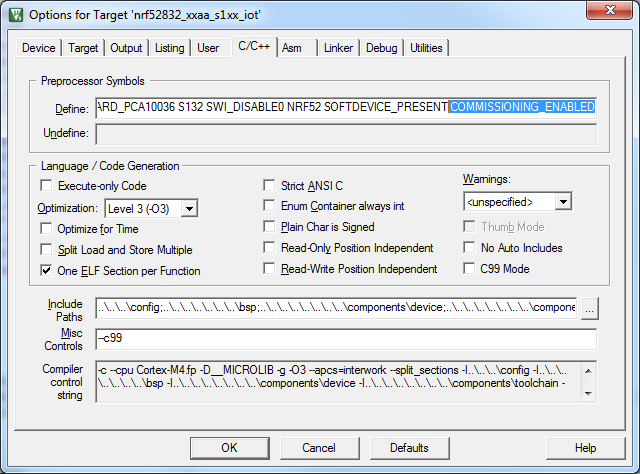 Options for Target 'nrf52832_xxaa_s1xx_iot'
Device Target Output Listing User C/C++ Asm Linker Debug Utilities
Preprocessor Symbols
Define: ARD_PCA10036 S132 SWI_DISABLE0 NRF52 SOFTDEVICE_PRESENT COMMISSIONING_ENABLED
Undefine:
Language / Code Generation
Execute-only Code
Optimization: Level 3 (-O3)
Optimize for Time
Split Load and Store Multiple
One ELF Section per Function
Strict ANSI C
Enum Container always int
Plain Char is Signed
Read-Only Position Independent
Read-Write Position Independent
Warnings:
<unspecified>
Thumb Mode
No Auto Includes
C99 Mode
Include Paths
..\..\..\config;..\..\..\..\..\bsp;..\..\..\..\..\..\..\components\device;..\..\..\..\..\..\..\compone
...
Misc Controls
--c99
Compiler control string
-c --cpu Cortex-M4.fp -D__MICROLIB -g -O3 --apcs=interwork --split_sections -I..\..\..\config -I..\..\..
..\..\..\..\bsp -I..\..\..\..\..\..\..\components\device -I..\..\..\..\..\..\..\components\toolchain -
OK Cancel Defaults Help